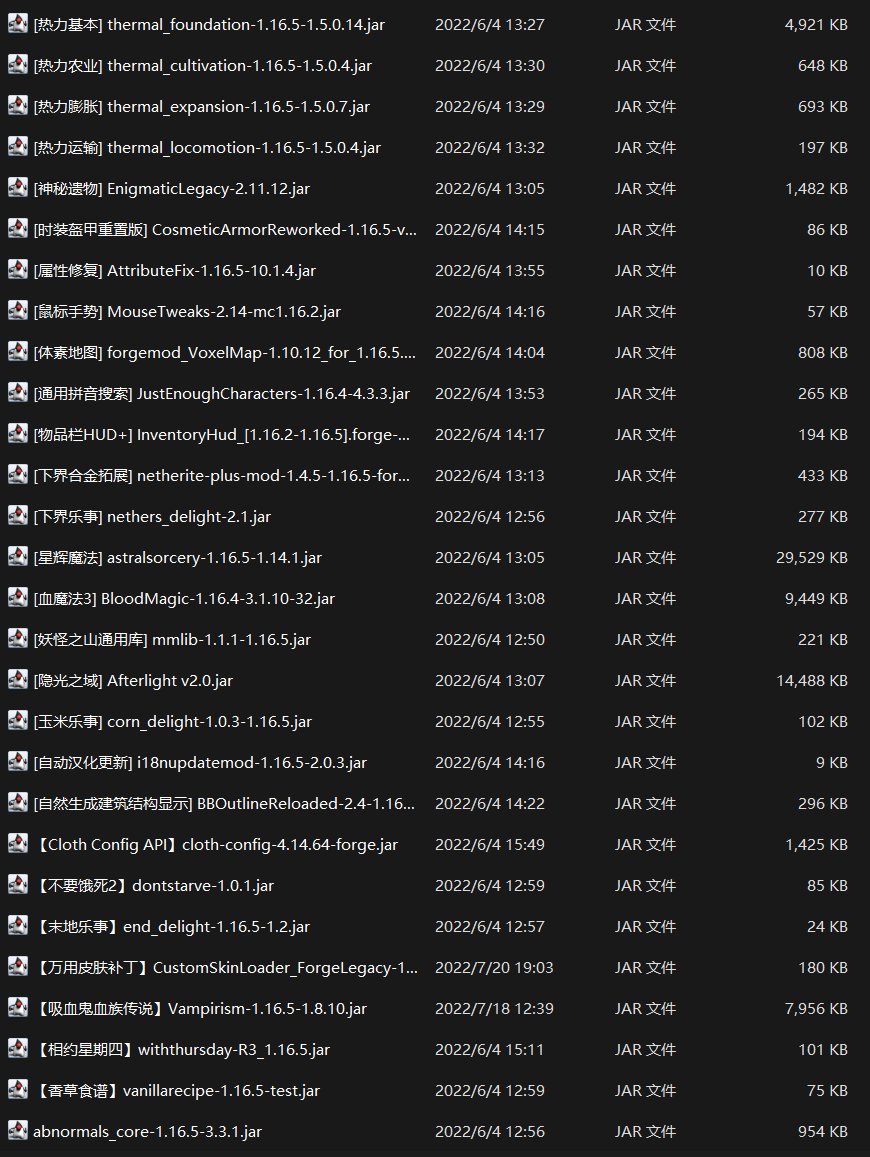 [热力基本] thermal_foundation-1.16.5-1.5.0.14.jar 2022/6/4 13:27 JAR 文件 4,921 KB
[热力农业] thermal_cultivation-1.16.5-1.5.0.4.jar 2022/6/4 13:30 JAR 文件 648 KB
[热力膨胀] thermal_expansion-1.16.5-1.5.0.7.jar 2022/6/4 13:29 JAR 文件 693 KB
[热力运输] thermal_locomotion-1.16.5-1.5.0.4.jar 2022/6/4 13:32 JAR 文件 197 KB
[神秘遗物] EnigmaticLegacy-2.11.12.jar 2022/6/4 13:05 JAR 文件 1,482 KB
[时装盔甲重置版] CosmeticArmorReworked-1.16.5-v... 2022/6/4 14:15 JAR 文件 86 KB
[属性修复] AttributeFix-1.16.5-10.1.4.jar 2022/6/4 13:55 JAR 文件 10 KB
[鼠标手势] MouseTweaks-2.14-mc1.16.2.jar 2022/6/4 14:16 JAR 文件 57 KB
[体素地图] forgemod_VoxelMap-1.10.12_for_1.16.5.... 2022/6/4 14:04 JAR 文件 808 KB
[通用拼音搜索] JustEnoughCharacters-1.16.4-4.3.3.jar 2022/6/4 13:53 JAR 文件 265 KB
[物品栏HUD+] InventoryHud_[1.16.2-1.16.5].forge-... 2022/6/4 14:17 JAR 文件 194 KB
[下界合金拓展] netherite-plus-mod-1.4.5-1.16.5-for... 2022/6/4 13:13 JAR 文件 433 KB
[下界乐事] nethers_delight-2.1.jar 2022/6/4 12:56 JAR 文件 277 KB
[星辉魔法] astralsorcery-1.16.5-1.14.1.jar 2022/6/4 13:05 JAR 文件 29,529 KB
[血魔法3] BloodMagic-1.16.4-3.1.10-32.jar 2022/6/4 13:08 JAR 文件 9,449 KB
[妖怪之山通用库] mmlib-1.1.1-1.16.5.jar 2022/6/4 12:50 JAR 文件 221 KB
[隐光之域] Afterlight v2.0.jar 2022/6/4 13:07 JAR 文件 14,488 KB
[玉米乐事] corn_delight-1.0.3-1.16.5.jar 2022/6/4 12:55 JAR 文件 102 KB
[自动汉化更新] i18nupdatemod-1.16.5-2.0.3.jar 2022/6/4 14:16 JAR 文件 9 KB
[自然生成建筑结构显示] BBOutlineReloaded-2.4-1.16... 2022/6/4 14:22 JAR 文件 296 KB
【Cloth Config API】cloth-config-4.14.64-forge.jar 2022/6/4 15:49 JAR 文件 1,425 KB
【不要饿死2】dontstarve-1.0.1.jar 2022/6/4 12:59 JAR 文件 85 KB
【末地乐事】end_delight-1.16.5-1.2.jar 2022/6/4 12:57 JAR 文件 24 KB
【万用皮肤补丁】CustomSkinLoader_ForgeLegacy-1... 2022/7/20 19:03 JAR 文件 180 KB
【吸血鬼血族传说】Vampirism-1.16.5-1.8.10.jar 2022/7/18 12:39 JAR 文件 7,956 KB
【相约星期四】withthursday-R3_1.16.5.jar 2022/6/4 15:11 JAR 文件 101 KB
【香草食谱】vanillarecipe-1.16.5-test.jar 2022/6/4 12:59 JAR 文件 75 KB
abnormals_core-1.16.5-3.3.1.jar 2022/6/4 12:56 JAR 文件 954 KB